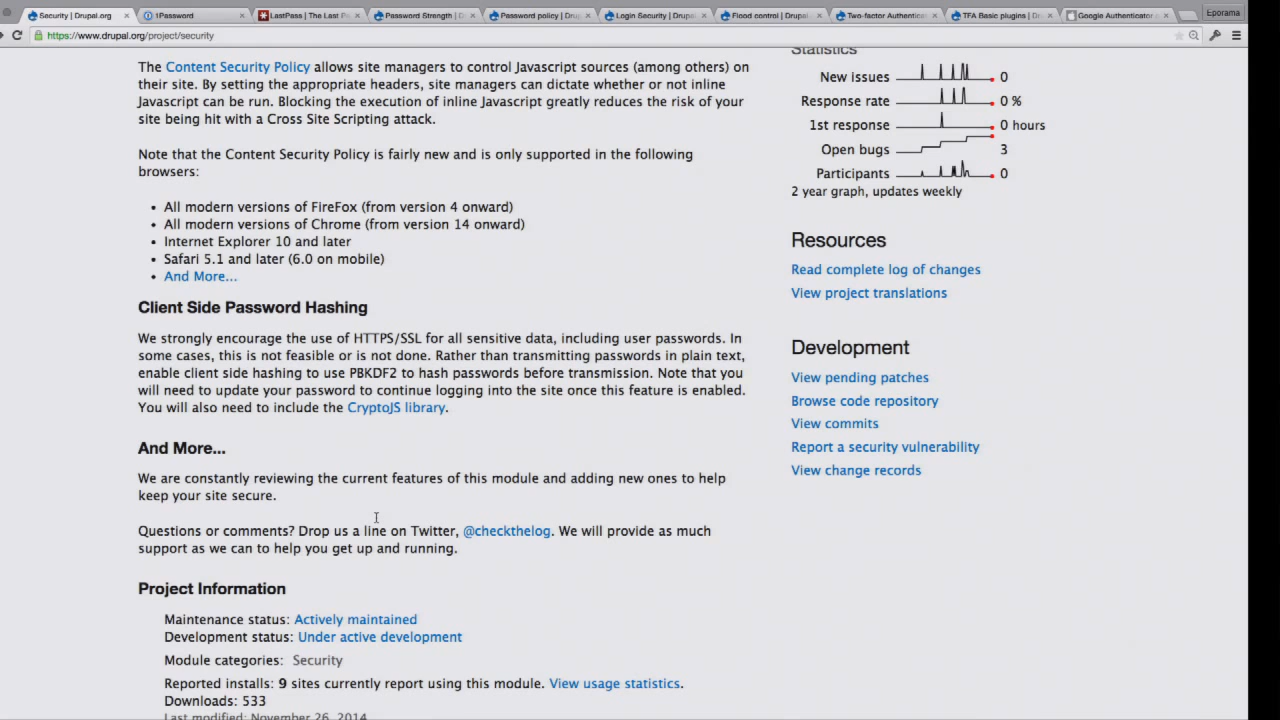 Security | Drupal.org
1Password
LastPass | The Last P
Password Strength | D
Password policy | Dru
Login Security | Drupal
Flood control | Drupal
Two-factor Authentica
TFA Basic plugins | Dr
Google Authenticator
Eporama
https://www.drupal.org/project/security
The Content Security Policy allows site managers to control Javascript sources (among others) on
their site. By setting the appropriate headers, site managers can dictate whether or not inline
Javascript can be run. Blocking the execution of inline Javascript greatly reduces the risk of your
site being hit with a Cross Site Scripting attack.
Note that the Content Security Policy is fairly new and is only supported in the following
browsers:
• All modern versions of FireFox (from version 4 onward)
• All modern versions of Chrome (from version 14 onward)
• Internet Explorer 10 and later
• Safari 5.1 and later (6.0 on mobile)
• And More...
Client Side Password Hashing
We strongly encourage the use of HTTPS/SSL for all sensitive data, including user passwords. In
some cases, this is not feasible or is not done. Rather than transmitting passwords in plain text,
enable client side hashing to use PBKDF2 to hash passwords before transmission. Note that you
will need to update your password to continue logging into the site once this feature is enabled.
You will also need to include the CryptoJS library.
And More...
We are constantly reviewing the current features of this module and adding new ones to help
keep your site secure.
Questions or comments? Drop us a line on Twitter, @checkthelog. We will provide as much
support as we can to help you get up and running.
Project Information
Maintenance status: Actively maintained
Development status: Under active development
Module categories: Security
Reported installs: 9 sites currently report using this module. View usage statistics.
Downloads: 533
Last modified: November 26, 2014
Statistics
New issues 0
Response rate 0 %
1st response 0 hours
Open bugs 3
Participants 0
2 year graph, updates weekly
Resources
Read complete log of changes
View project translations
Development
View pending patches
Browse code repository
View commits
Report a security vulnerability
View change records